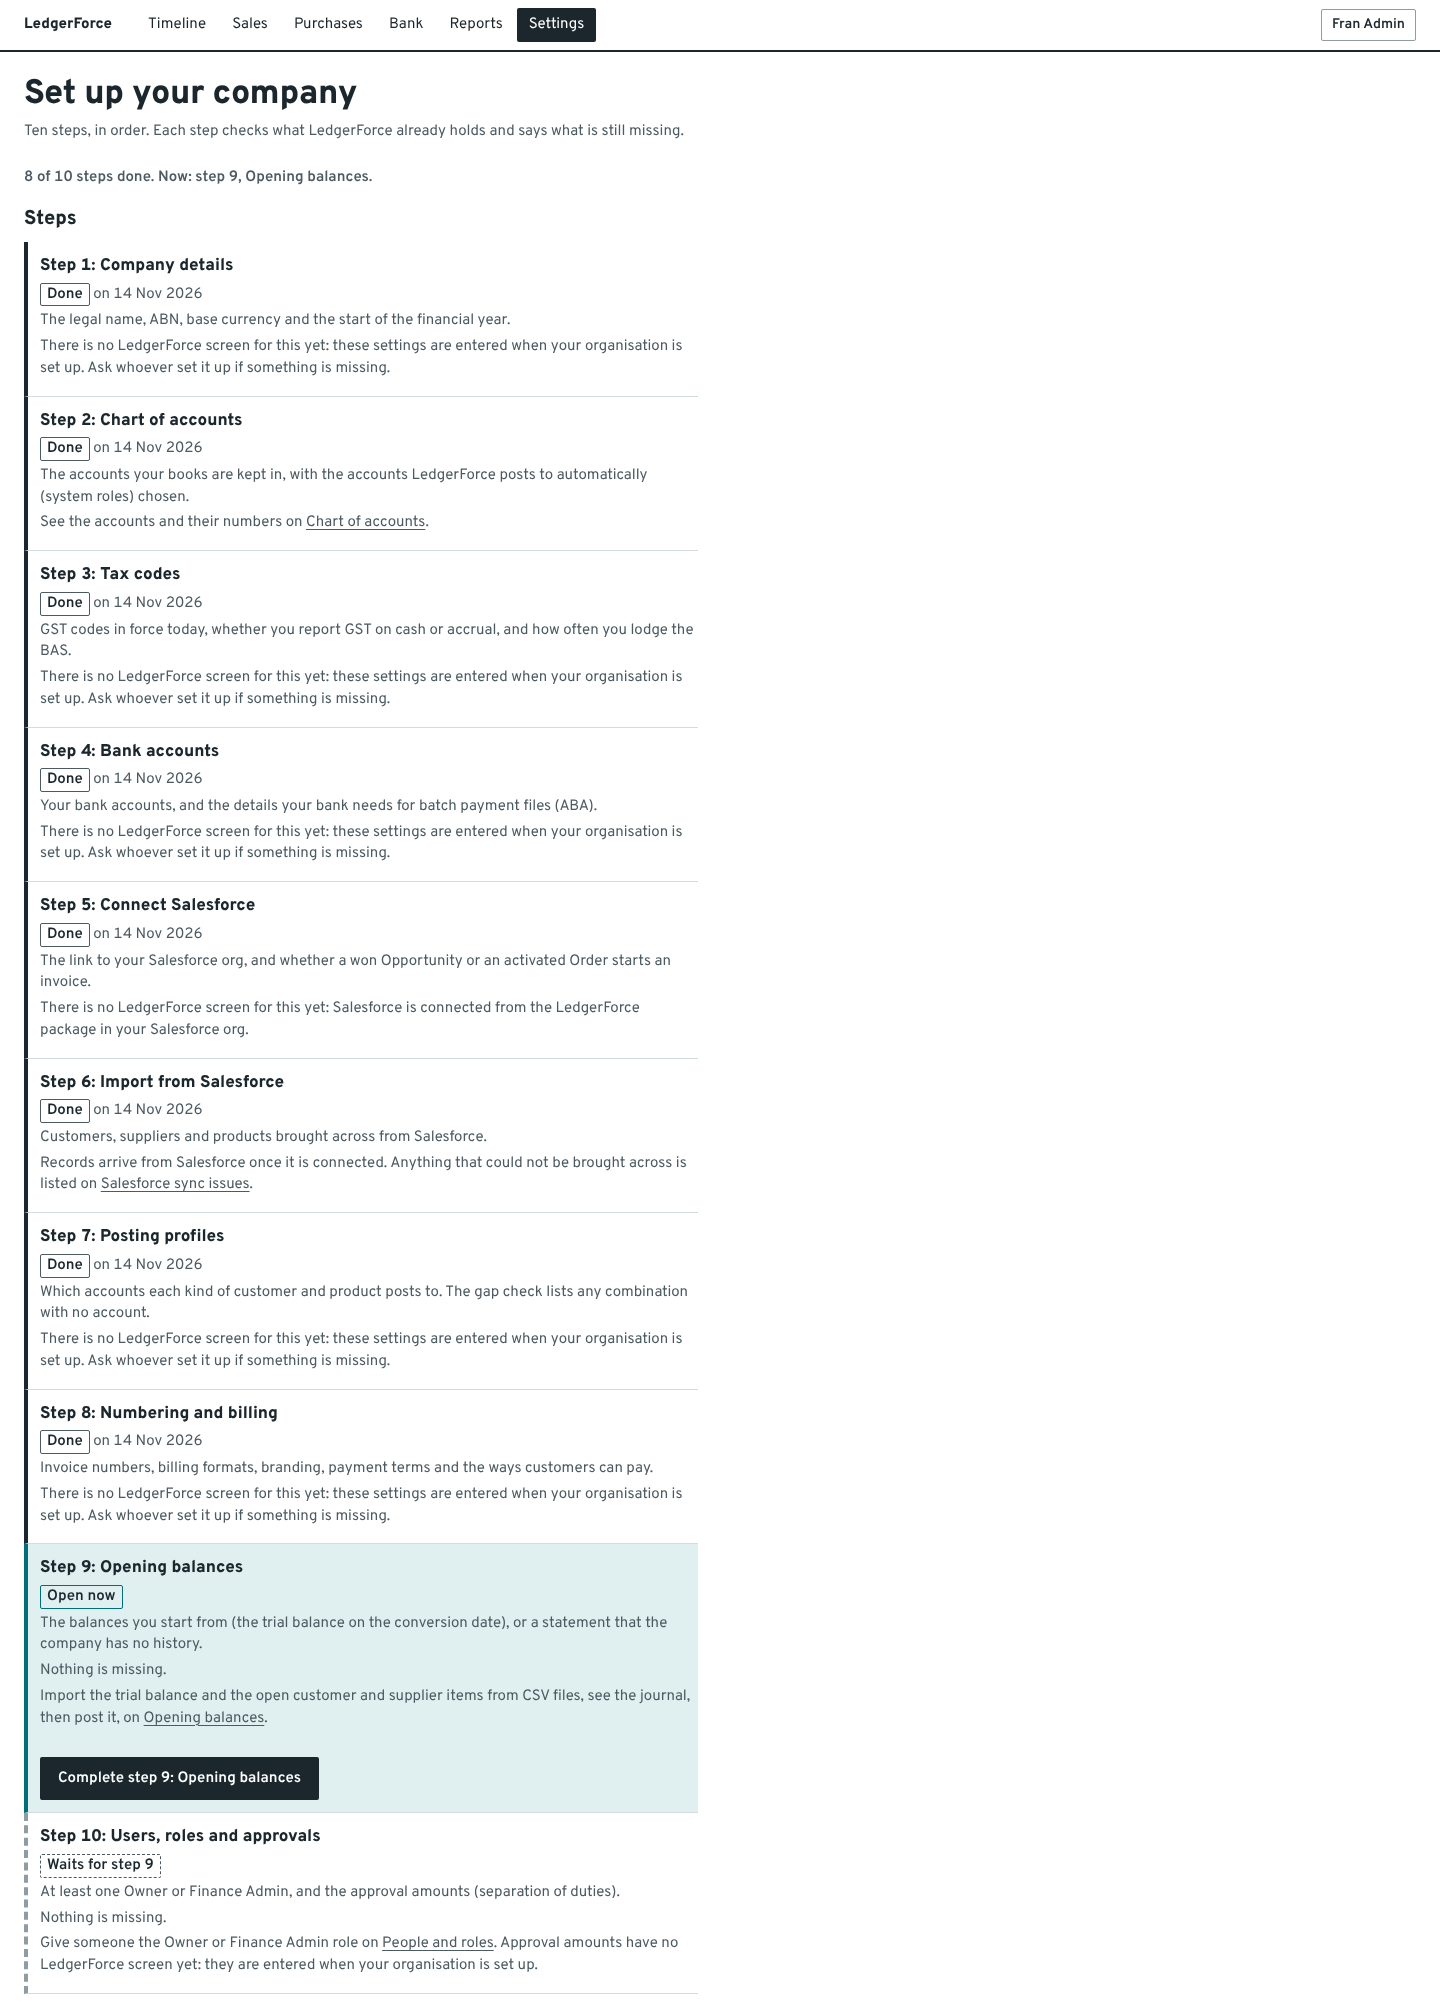 LedgerForce Timeline Sales Purchases Bank Reports Settings Fran Admin
Set up your company
Ten steps, in order. Each step checks what LedgerForce already holds and says what is still missing.
8 of 10 steps done. Now: step 9, Opening balances.
Steps
Step 1: Company details
Done on 14 Nov 2026
The legal name, ABN, base currency and the start of the financial year.
There is no LedgerForce screen for this yet: these settings are entered when your organisation is
set up. Ask whoever set it up if something is missing.
Step 2: Chart of accounts
Done on 14 Nov 2026
The accounts your books are kept in, with the accounts LedgerForce posts to automatically
(system roles) chosen.
See the accounts and their numbers on Chart of accounts.
Step 3: Tax codes
Done on 14 Nov 2026
GST codes in force today, whether you report GST on cash or accrual, and how often you lodge the
BAS.
There is no LedgerForce screen for this yet: these settings are entered when your organisation is
set up. Ask whoever set it up if something is missing.
Step 4: Bank accounts
Done on 14 Nov 2026
Your bank accounts, and the details your bank needs for batch payment files (ABA).
There is no LedgerForce screen for this yet: these settings are entered when your organisation is
set up. Ask whoever set it up if something is missing.
Step 5: Connect Salesforce
Done on 14 Nov 2026
The link to your Salesforce org, and whether a won Opportunity or an activated Order starts an
invoice.
There is no LedgerForce screen for this yet: Salesforce is connected from the LedgerForce
package in your Salesforce org.
Step 6: Import from Salesforce
Done on 14 Nov 2026
Customers, suppliers and products brought across from Salesforce.
Records arrive from Salesforce once it is connected. Anything that could not be brought across is
listed on Salesforce sync issues.
Step 7: Posting profiles
Done on 14 Nov 2026
Which accounts each kind of customer and product posts to. The gap check lists any combination
with no account.
There is no LedgerForce screen for this yet: these settings are entered when your organisation is
set up. Ask whoever set it up if something is missing.
Step 8: Numbering and billing
Done on 14 Nov 2026
Invoice numbers, billing formats, branding, payment terms and the ways customers can pay.
There is no LedgerForce screen for this yet: these settings are entered when your organisation is
set up. Ask whoever set it up if something is missing.
Step 9: Opening balances
Open now
The balances you start from (the trial balance on the conversion date), or a statement that the
company has no history.
Nothing is missing.
Import the trial balance and the open customer and supplier items from CSV files, see the journal,
then post it, on Opening balances.
Complete step 9: Opening balances
Step 10: Users, roles and approvals
Waits for step 9
At least one Owner or Finance Admin, and the approval amounts (separation of duties).
Nothing is missing.
Give someone the Owner or Finance Admin role on People and roles. Approval amounts have no
LedgerForce screen yet: they are entered when your organisation is set up.